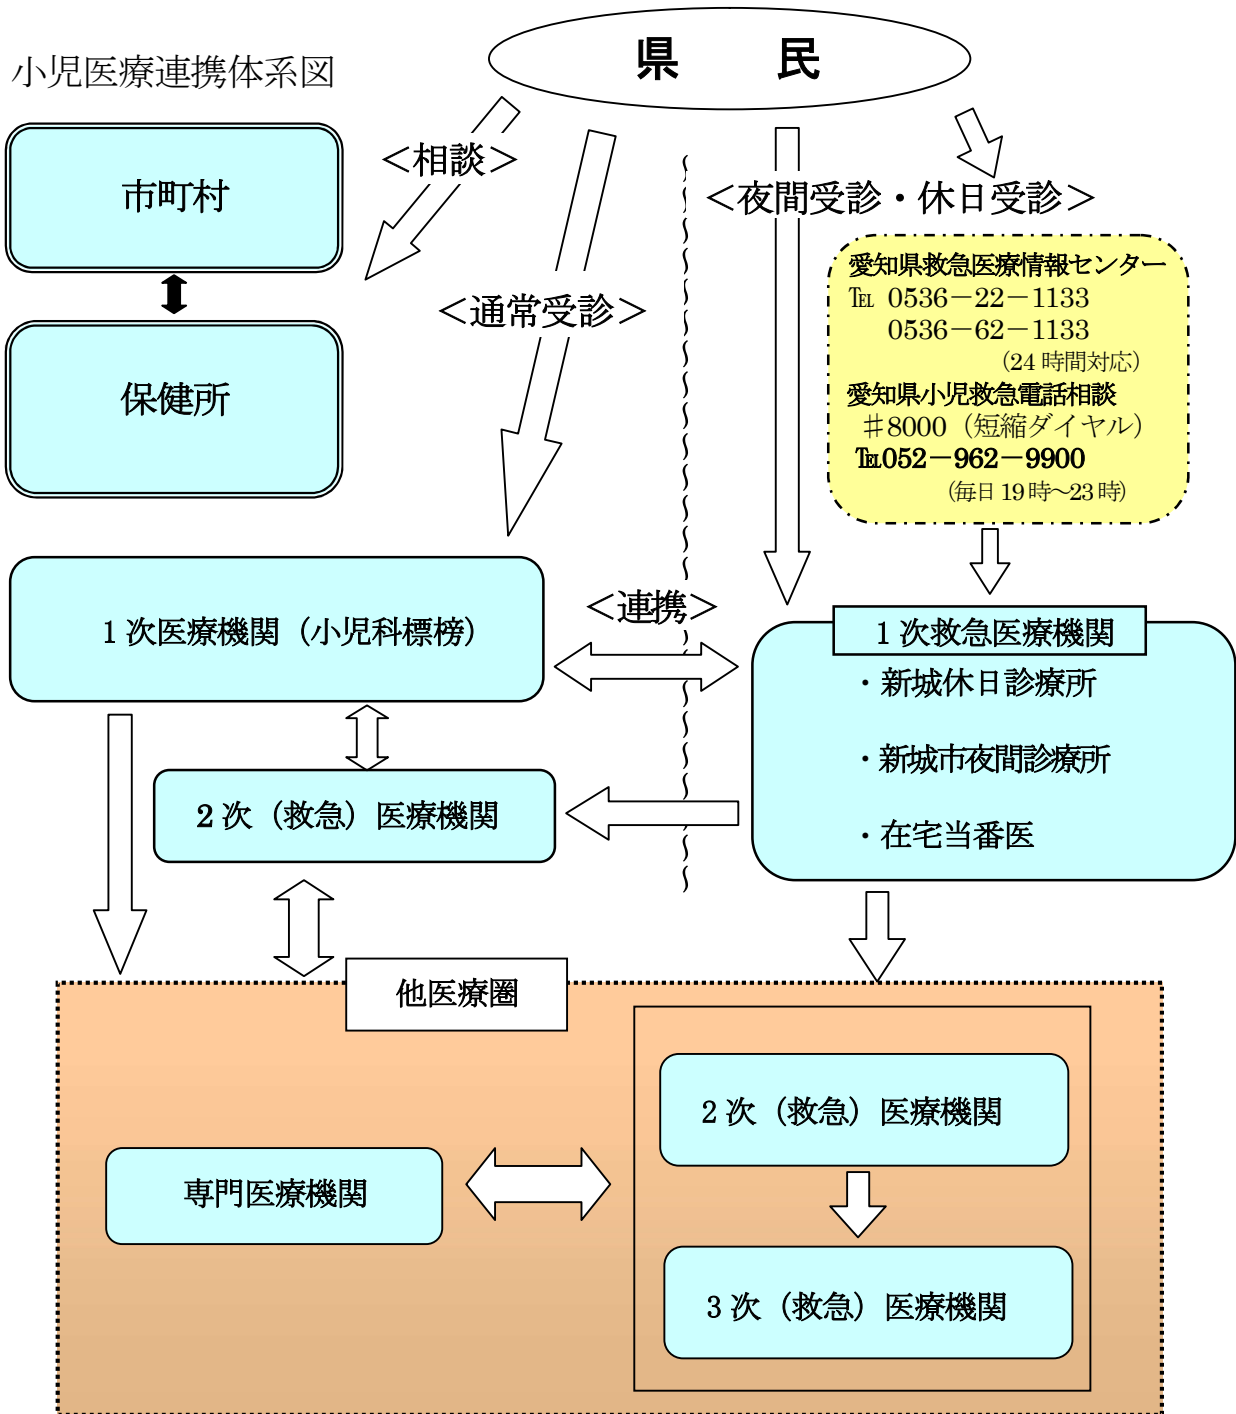 県　民
小児医療連携体系図
＜相談＞
市町村
＜夜間受診・休日受診＞
愛知県救急医療情報センター
℡ 0536－22－1133
0536－62－1133
（24 時間対応）
愛知県小児救急電話相談
＃8000（短縮ダイヤル）
℡052－962－9900
（毎日 19 時～23 時）
＜通常受診＞
保健所
＜連携＞
1 次医療機関（小児科標榜）
1 次救急医療機関
・新城休日診療所
・新城市夜間診療所
・在宅当番医
2 次（救急）医療機関
他医療圏
2 次（救急）医療機関
専門医療機関
3 次（救急）医療機関